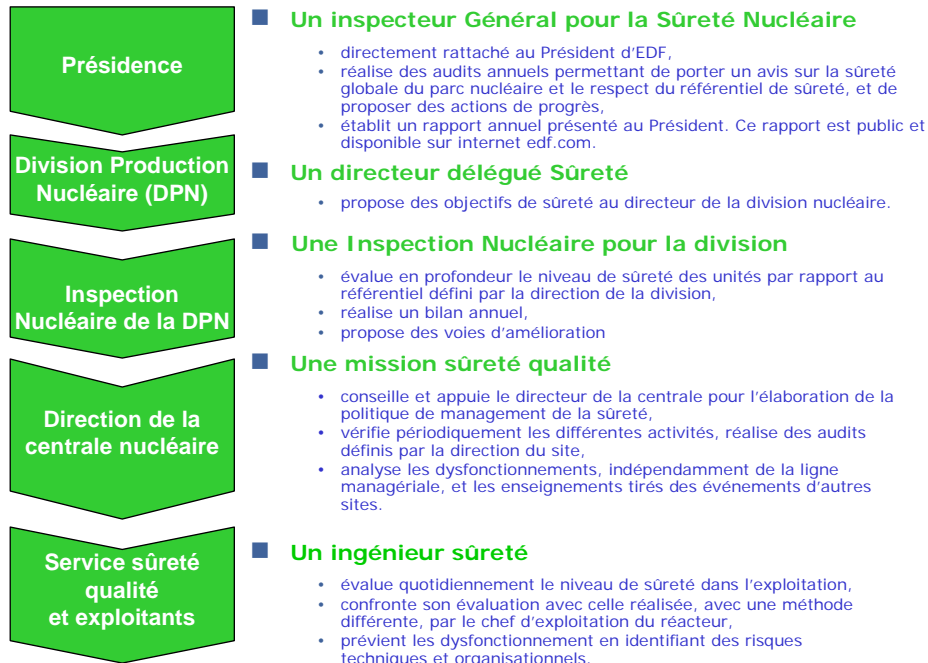 Présidence
Un inspecteur Général pour la Sûreté Nucléaire
• directement rattaché au Président d'EDF,
• réalise des audits annuels permettant de porter un avis sur la sûreté
globale du parc nucléaire et le respect du référentiel de sûreté, et de
proposer des actions de progrès,
• établit un rapport annuel présenté au Président. Ce rapport est public et
disponible sur internet edf.com.
Division Production
Nucléaire (DPN)
Un directeur délégué Sûreté
• propose des objectifs de sûreté au directeur de la division nucléaire.
Inspection
Nucléaire de la DPN
Une Inspection Nucléaire pour la division
• évalue en profondeur le niveau de sûreté des unités par rapport au
référentiel défini par la direction de la division,
• réalise un bilan annuel,
• propose des voies d'amélioration
Direction de la
centrale nucléaire
Une mission sûreté qualité
• conseille et appuie le directeur de la centrale pour l'élaboration de la
politique de management de la sûreté,
• vérifie périodiquement les différentes activités, réalise des audits
définis par la direction du site,
• analyse les dysfonctionnements, indépendamment de la ligne
managériale, et les enseignements tirés des événements d'autres
sites.
Service sûreté
qualité
et exploitants
Un ingénieur sûreté
• évalue quotidiennement le niveau de sûreté dans l'exploitation,
• confronte son évaluation avec celle réalisée, avec une méthode
différente, par le chef d'exploitation du réacteur,
• prévient les dysfonctionnement en identifiant des risques
techniques et organisationnels.